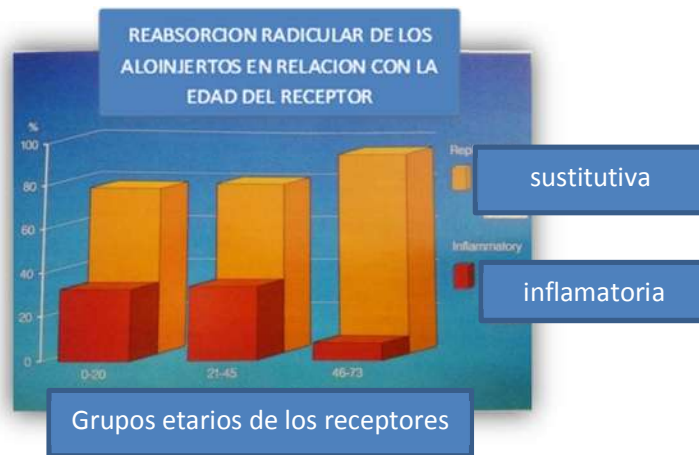 REABSORCION RADICULAR DE LOS
ALOINJERTOS EN RELACION CON LA
EDAD DEL RECEPTOR
%
100
80
60
40
20
0
0-20
21-45
46-73
sustitutiva
Inflammatory
inflamatoria
Grupos etarios de los receptores